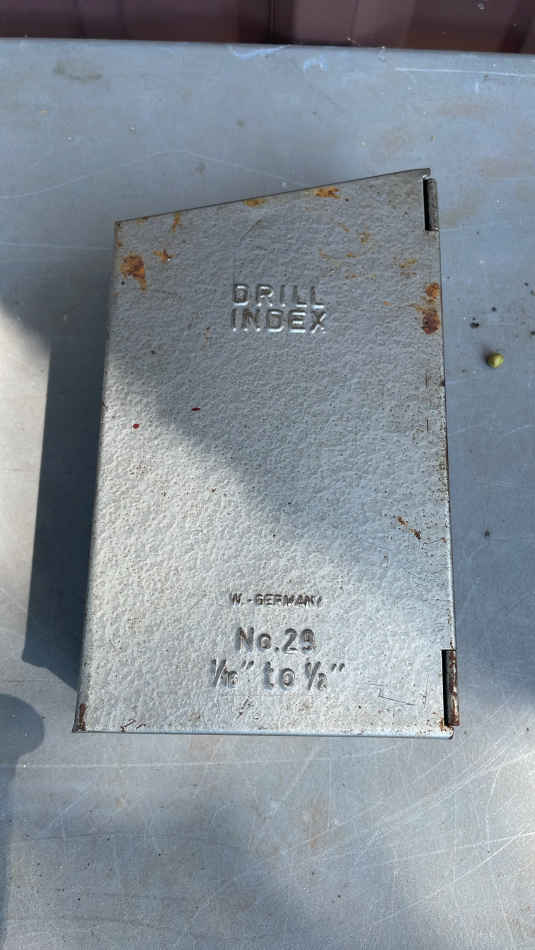 DRILL
INDEX
W.-GERMANY
No.29
1/16" to 1/2"